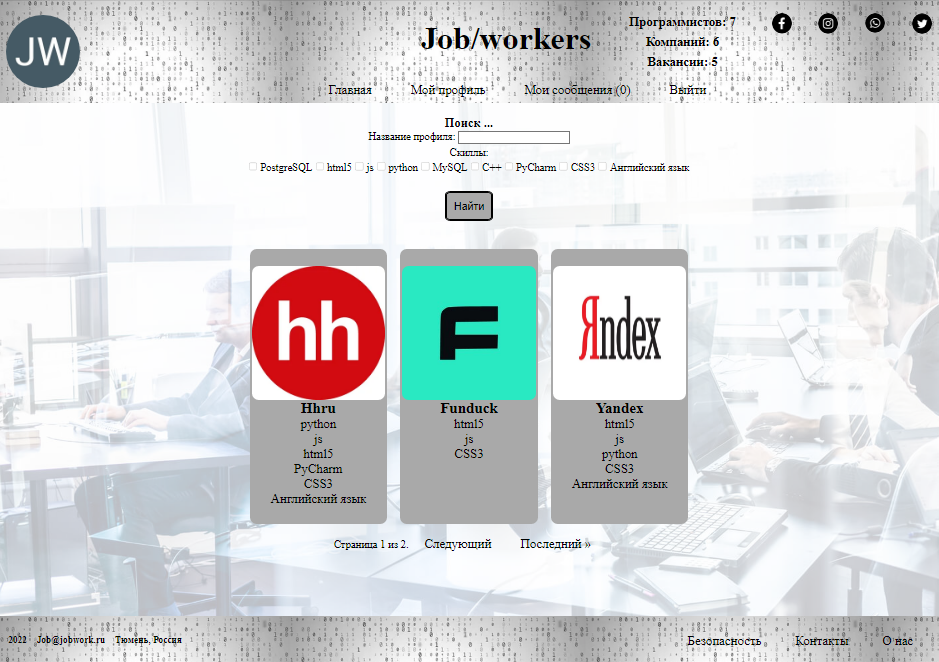 JW
Job/workers
Программистов: 7
Компаний: 6
Вакансии: 5
Главная Мой профиль Мои сообщения (0) Выйти
Поиск ...
Название профиля:
Скиллы:
PostgreSQL html5 js python MySQL C++ PyCharm CSS3 Английский язык
Найти
hh
F
Яndex
Hhru
python
js
html5
PyCharm
CSS3
Английский язык
Funduck
html5
js
CSS3
Yandex
html5
js
python
CSS3
Английский язык
Страница 1 из 2. Следующий Последний »
2022 Job@jobwork.ru Тюмень, Россия
Безопасность Контакты О нас